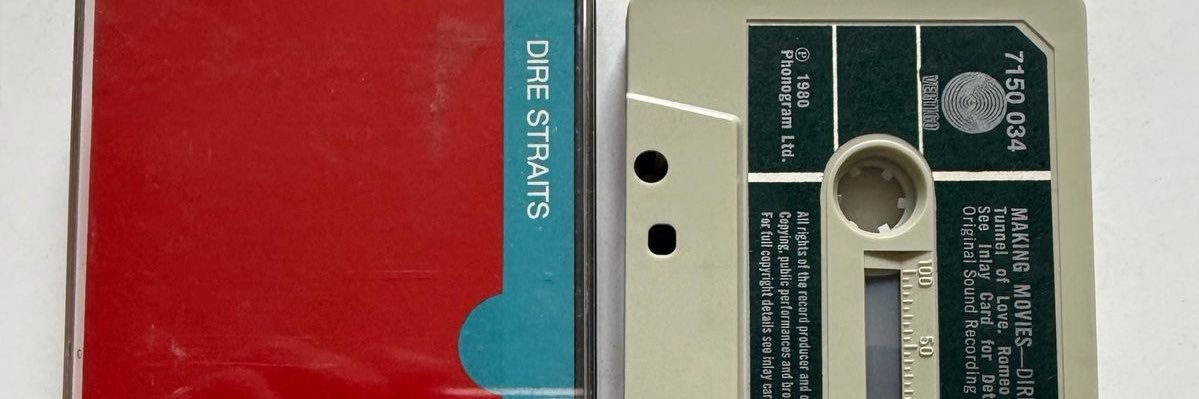 DIRE STRAITS
7150 034
VERTIGO
℗ 1980
Phonogram Ltd.
MAKING MOVIES—DIR
Tunnel of Love. Romeo
See Inlay Card for Det
Original Sound Recording
100
50
All rights of the record producer and o
Copying, public performances and bro
For full copyright details see inlay car